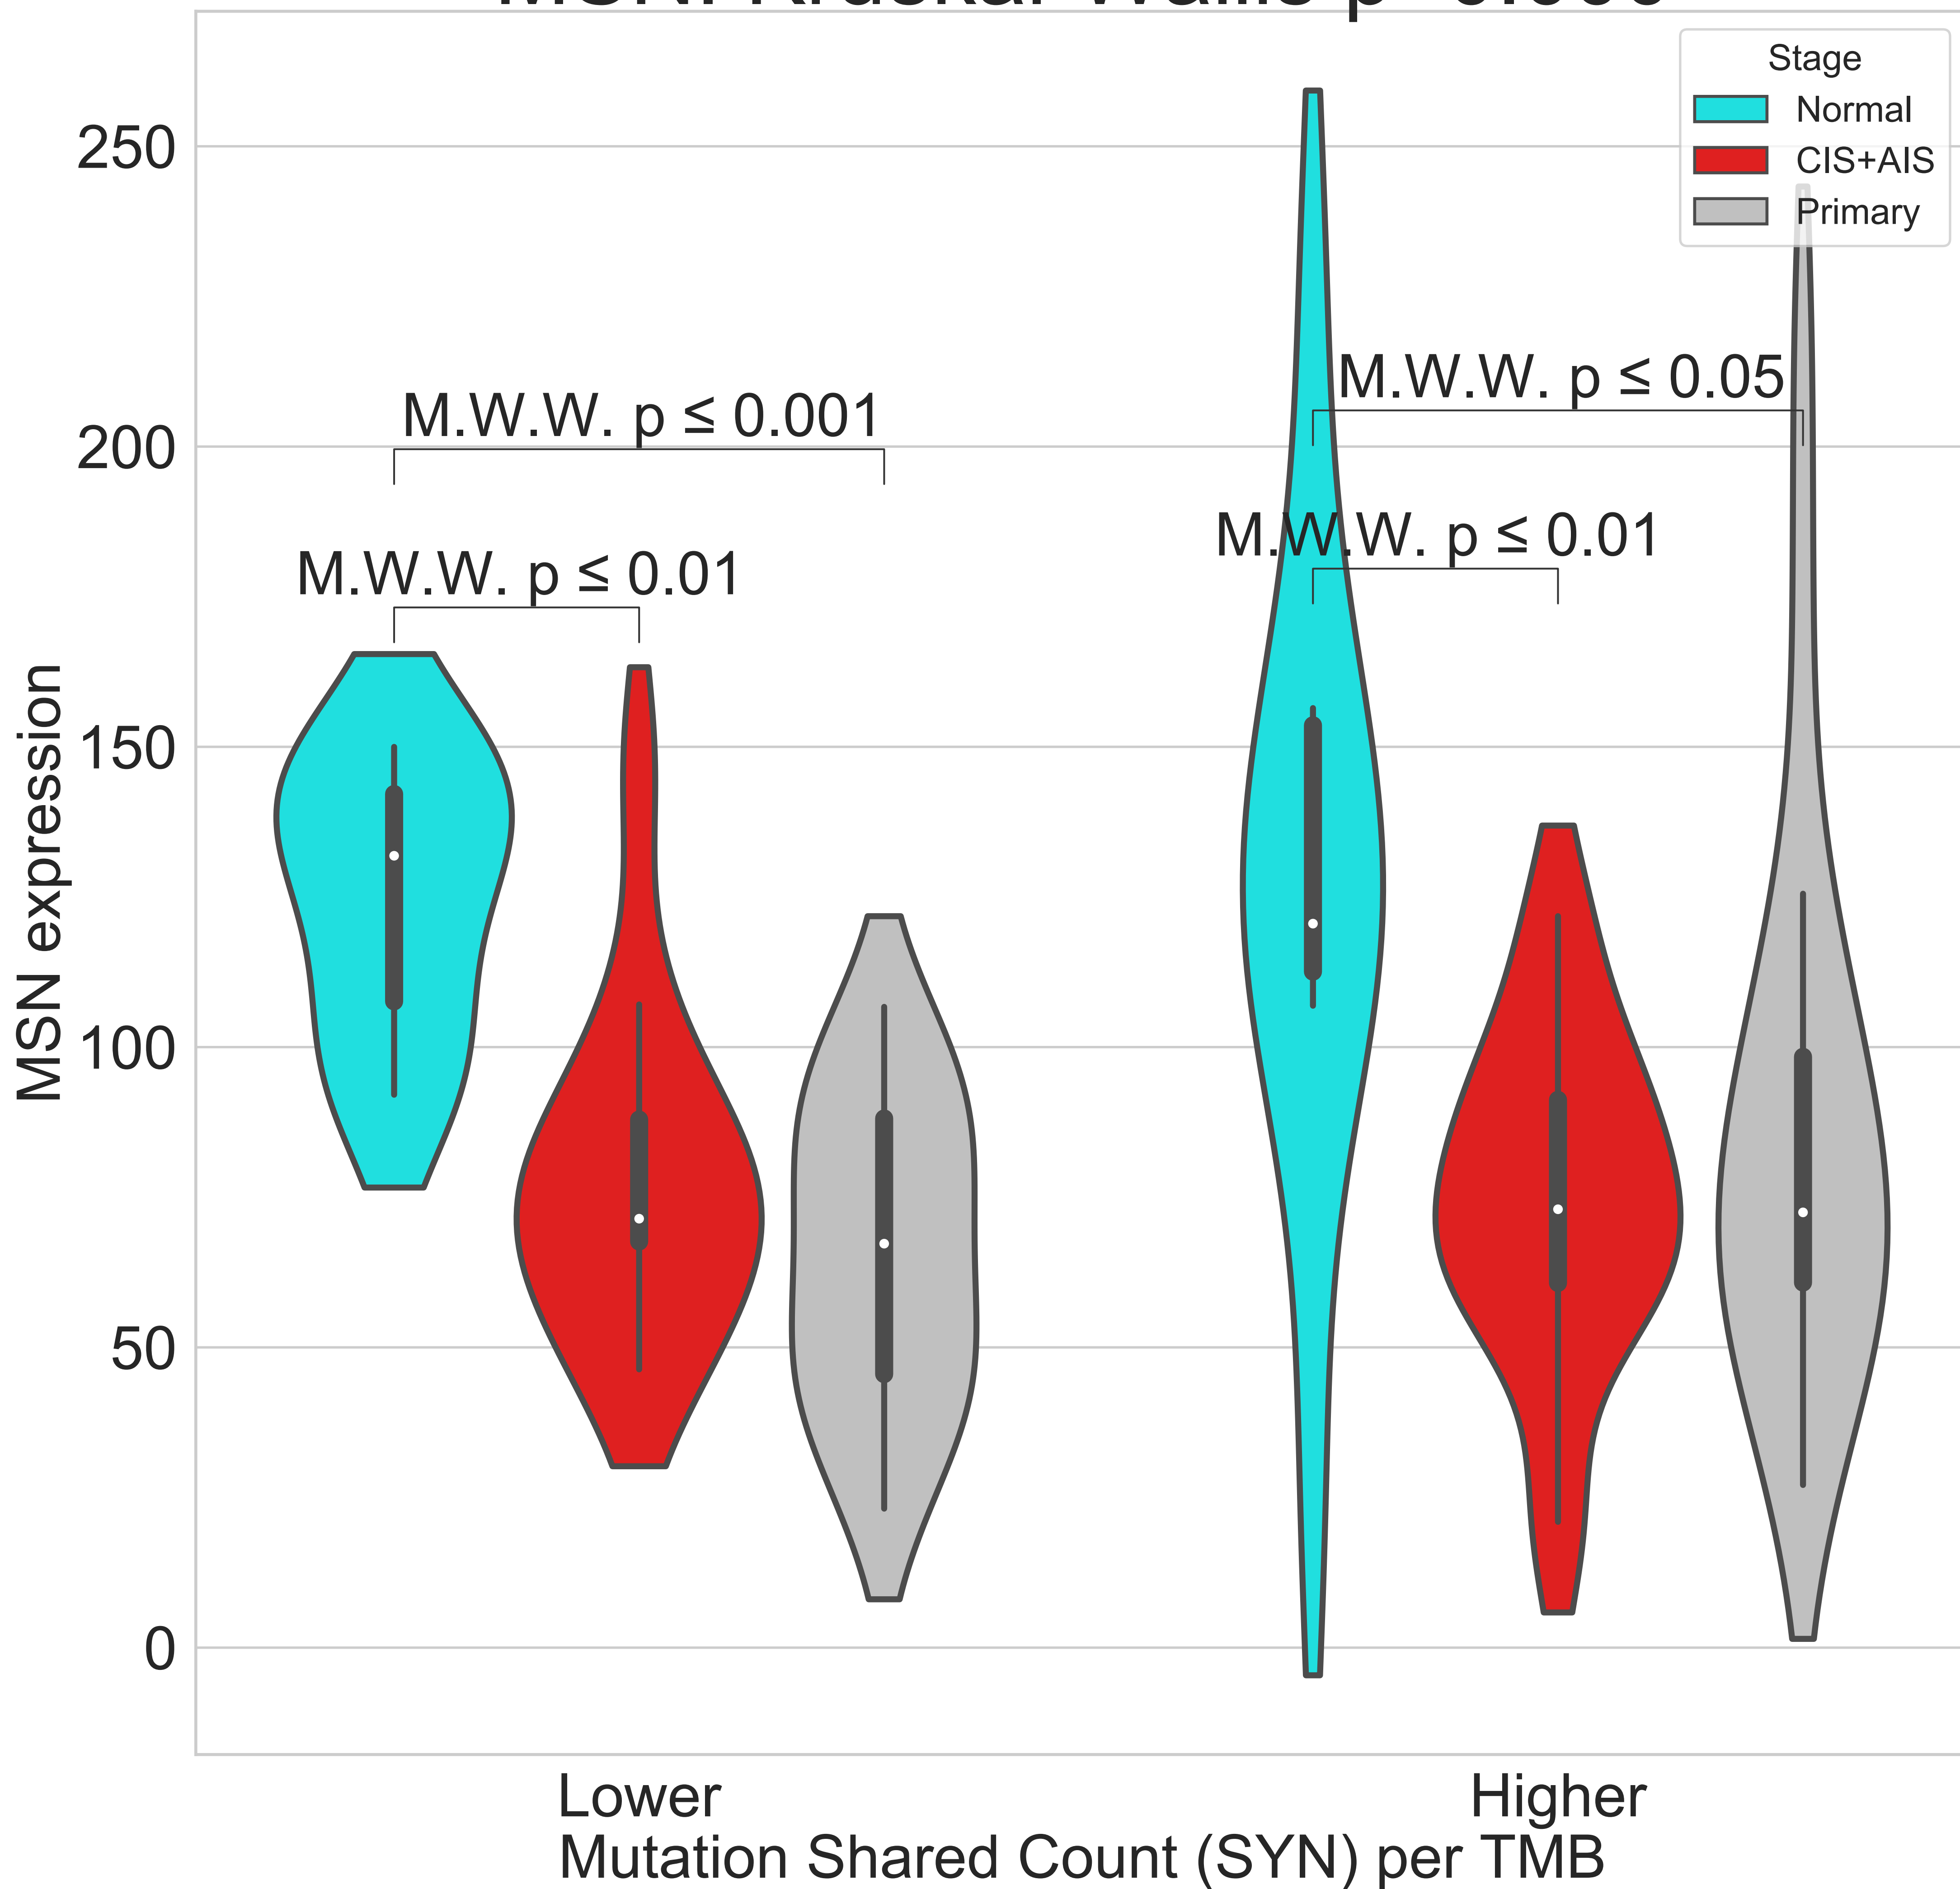 Stage
Normal
CIS+AIS
Primary
250
200
150
100
50
0
MSN expression
M.W.W. p ≤ 0.001
M.W.W. p ≤ 0.01
M.W.W. p ≤ 0.05
M.W.W. p ≤ 0.01
Lower
Higher
Mutation Shared Count (SYN) per TMB